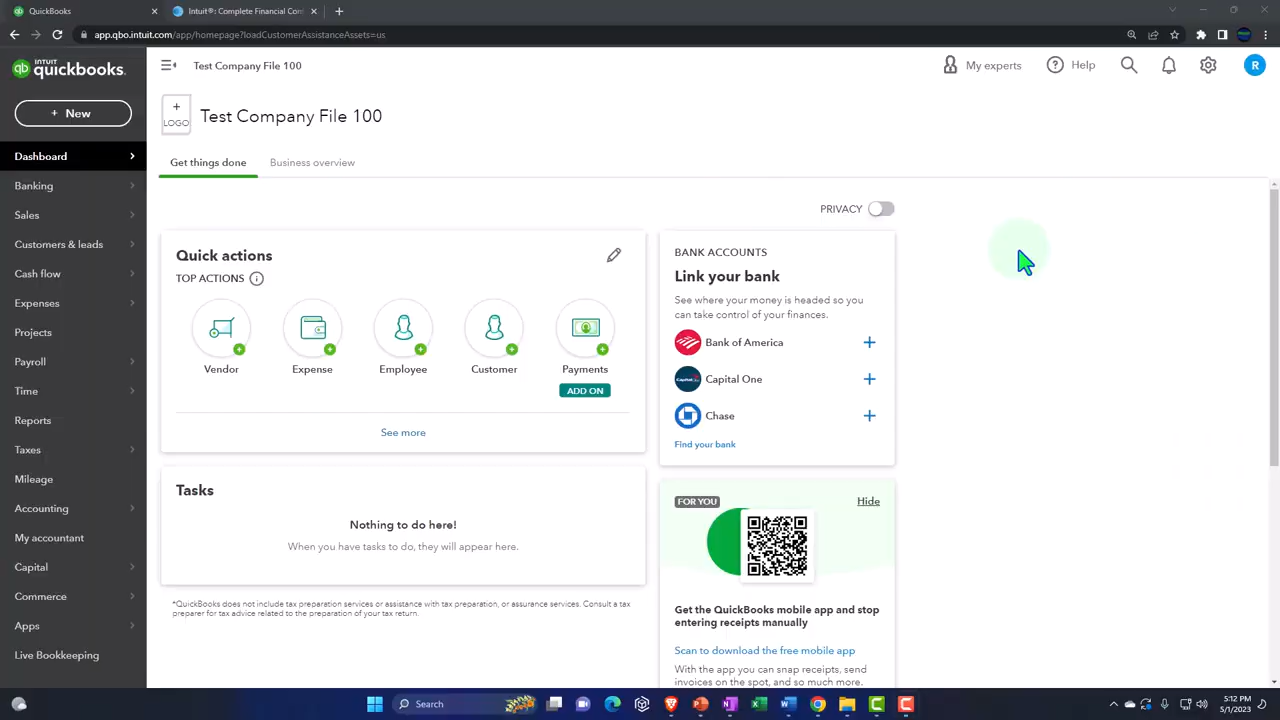 QuickBooks
Intuit®: Complete Financial Con
app.qbo.intuit.com/app/homepage?loadCustomerAssistanceAssets=us
INTUIT
quickbooks.
Test Company File 100
My experts
Help
R
+ New
+
LOGO
Test Company File 100
Dashboard
Get things done
Business overview
Banking
Sales
PRIVACY
Customers & leads
Quick actions
BANK ACCOUNTS
Cash flow
TOP ACTIONS
Link your bank
Expenses
See where your money is headed so you
can take control of your finances.
Projects
Bank of America
Payroll
Vendor
Expense
Employee
Customer
Payments
Capital One
Time
ADD ON
Reports
Chase
See more
Find your bank
Taxes
Mileage
Tasks
FOR YOU
Hide
Accounting
Nothing to do here!
My accountant
When you have tasks to do, they will appear here.
Capital
Commerce
*QuickBooks does not include tax preparation services or assistance with tax preparation, or assurance services. Consult a tax
preparer for tax advice related to the preparation of your tax return.
Get the QuickBooks mobile app and stop
entering receipts manually
Apps
Live Bookkeeping
Scan to download the free mobile app
With the app you can snap receipts, send
invoices on the spot, and so much more.
Search
5:12 PM
5/1/2023